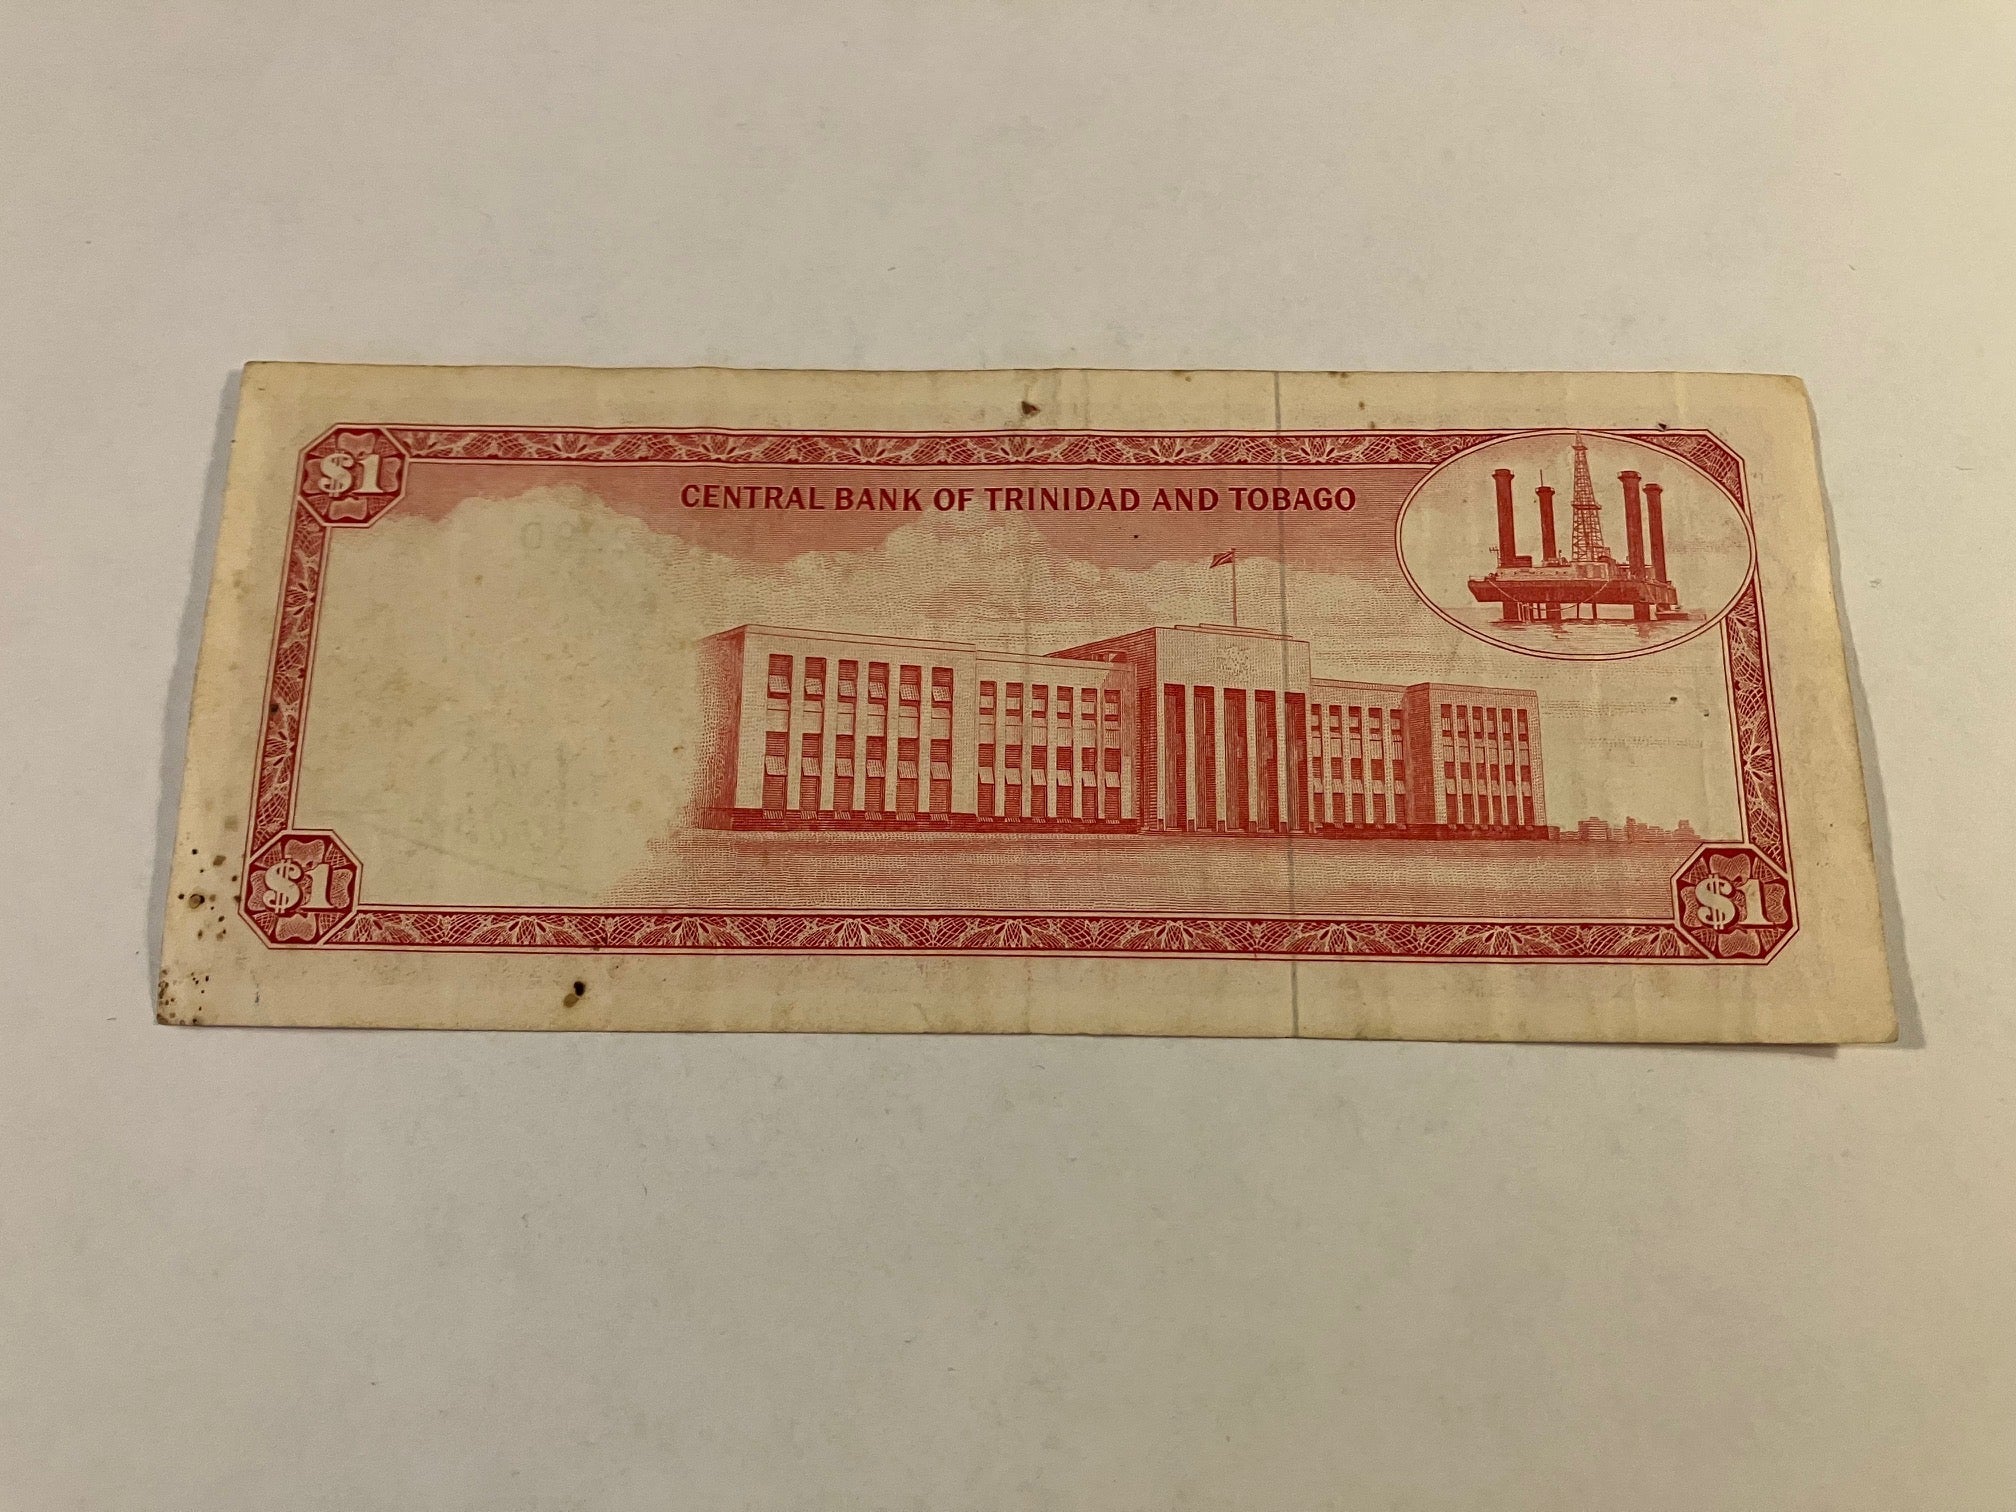 $1
CENTRAL BANK OF TRINIDAD AND TOBAGO
$1
$1